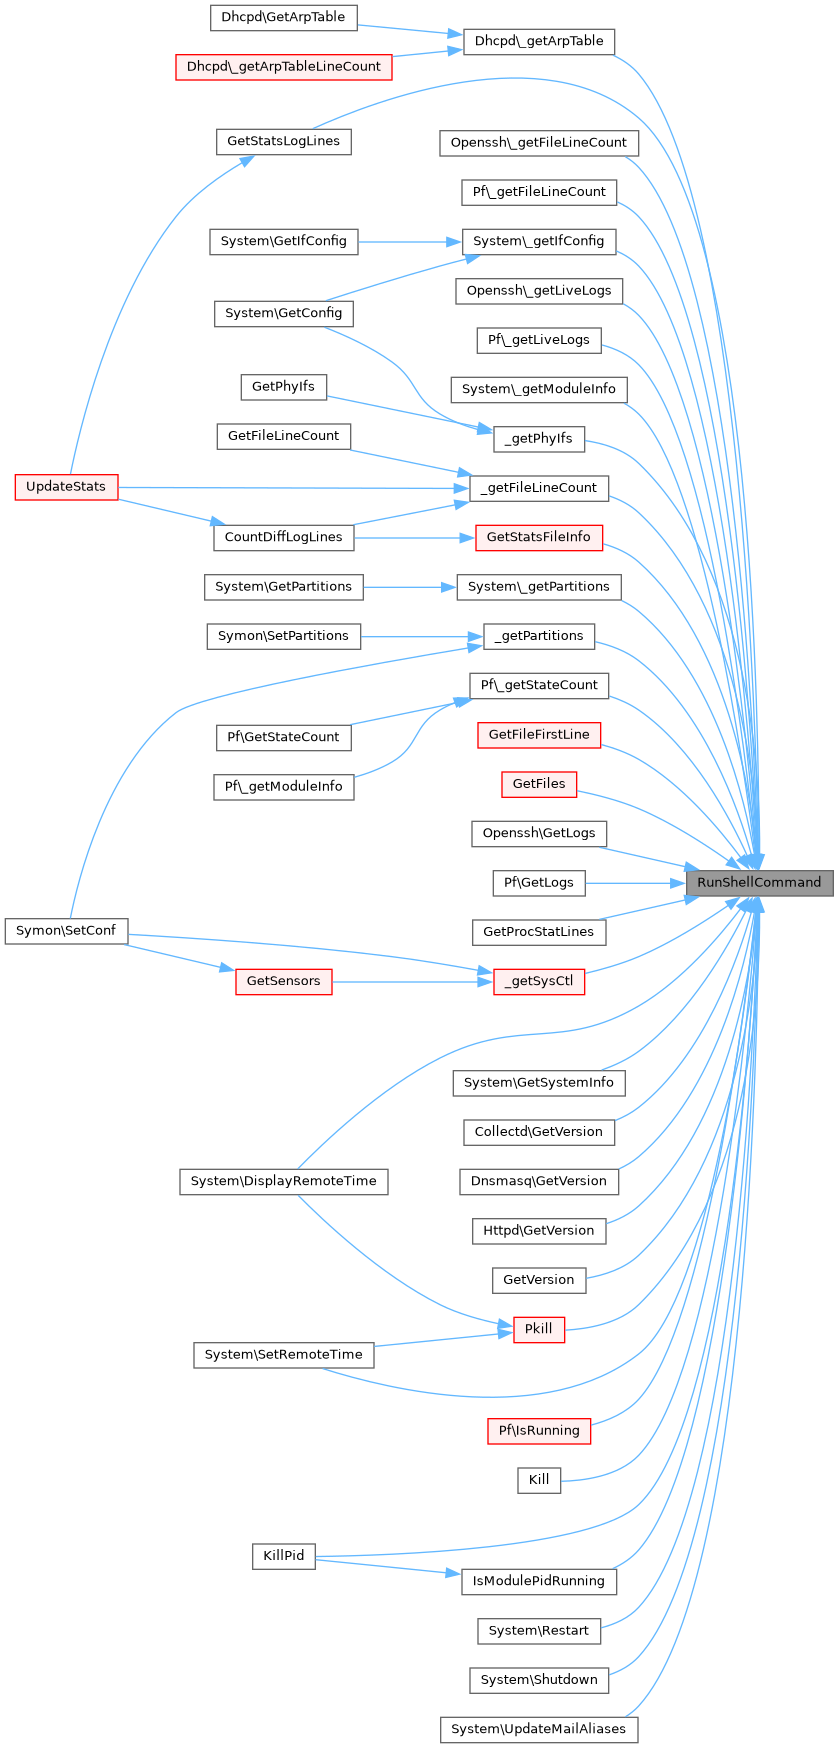 Dhcpd\GetArpTable
Dhcpd\_getArpTable
Dhcpd\_getArpTableLineCount
GetStatsLogLines
Openssh\_getFileLineCount
Pf\_getFileLineCount
System\GetIfConfig
System\_getIfConfig
Openssh\_getLiveLogs
System\GetConfig
Pf\_getLiveLogs
GetPhyIfs
System\_getModuleInfo
GetFileLineCount
_getPhyIfs
UpdateStats
_getFileLineCount
CountDiffLogLines
GetStatsFileInfo
System\GetPartitions
System\_getPartitions
Symon\SetPartitions
_getPartitions
Pf\_getStateCount
Pf\GetStateCount
GetFileFirstLine
Pf\_getModuleInfo
GetFiles
Openssh\GetLogs
Pf\GetLogs
RunShellCommand
Symon\SetConf
GetProcStatLines
GetSensors
_getSysCtl
System\GetSystemInfo
Collectd\GetVersion
System\DisplayRemoteTime
Dnsmasq\GetVersion
Httpd\GetVersion
GetVersion
Pkill
System\SetRemoteTime
Pf\IsRunning
Kill
KillPid
IsModulePidRunning
System\Restart
System\Shutdown
System\UpdateMailAliases